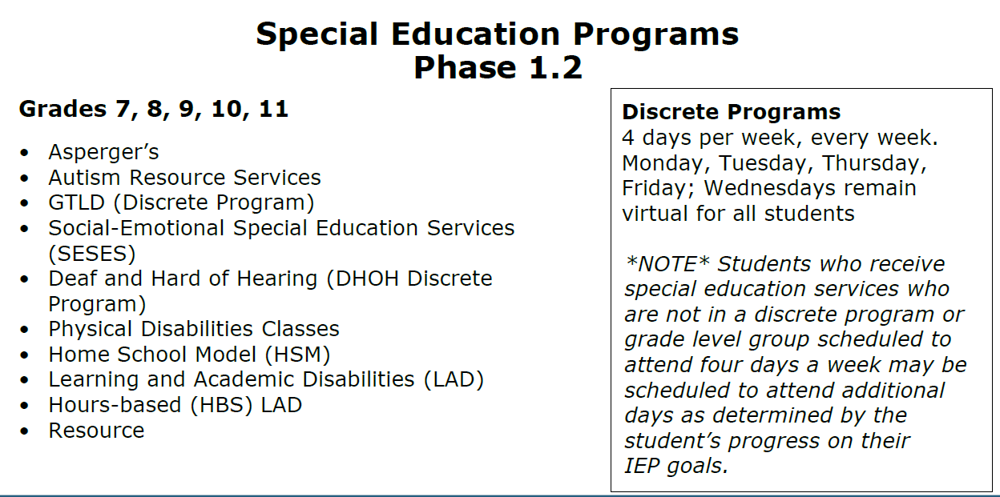 Special Education Programs
Phase 1.2
Grades 7, 8, 9, 10, 11
• Asperger’s
• Autism Resource Services
• GTLD (Discrete Program)
• Social-Emotional Special Education Services
(SESES)
• Deaf and Hard of Hearing (DHOH Discrete
Program)
• Physical Disabilities Classes
• Home School Model (HSM)
• Learning and Academic Disabilities (LAD)
• Hours-based (HBS) LAD
• Resource
Discrete Programs
4 days per week, every week.
Monday, Tuesday, Thursday,
Friday; Wednesdays remain
virtual for all students
*NOTE* Students who receive
special education services who
are not in a discrete program or
grade level group scheduled to
attend four days a week may be
scheduled to attend additional
days as determined by the
student’s progress on their
IEP goals.